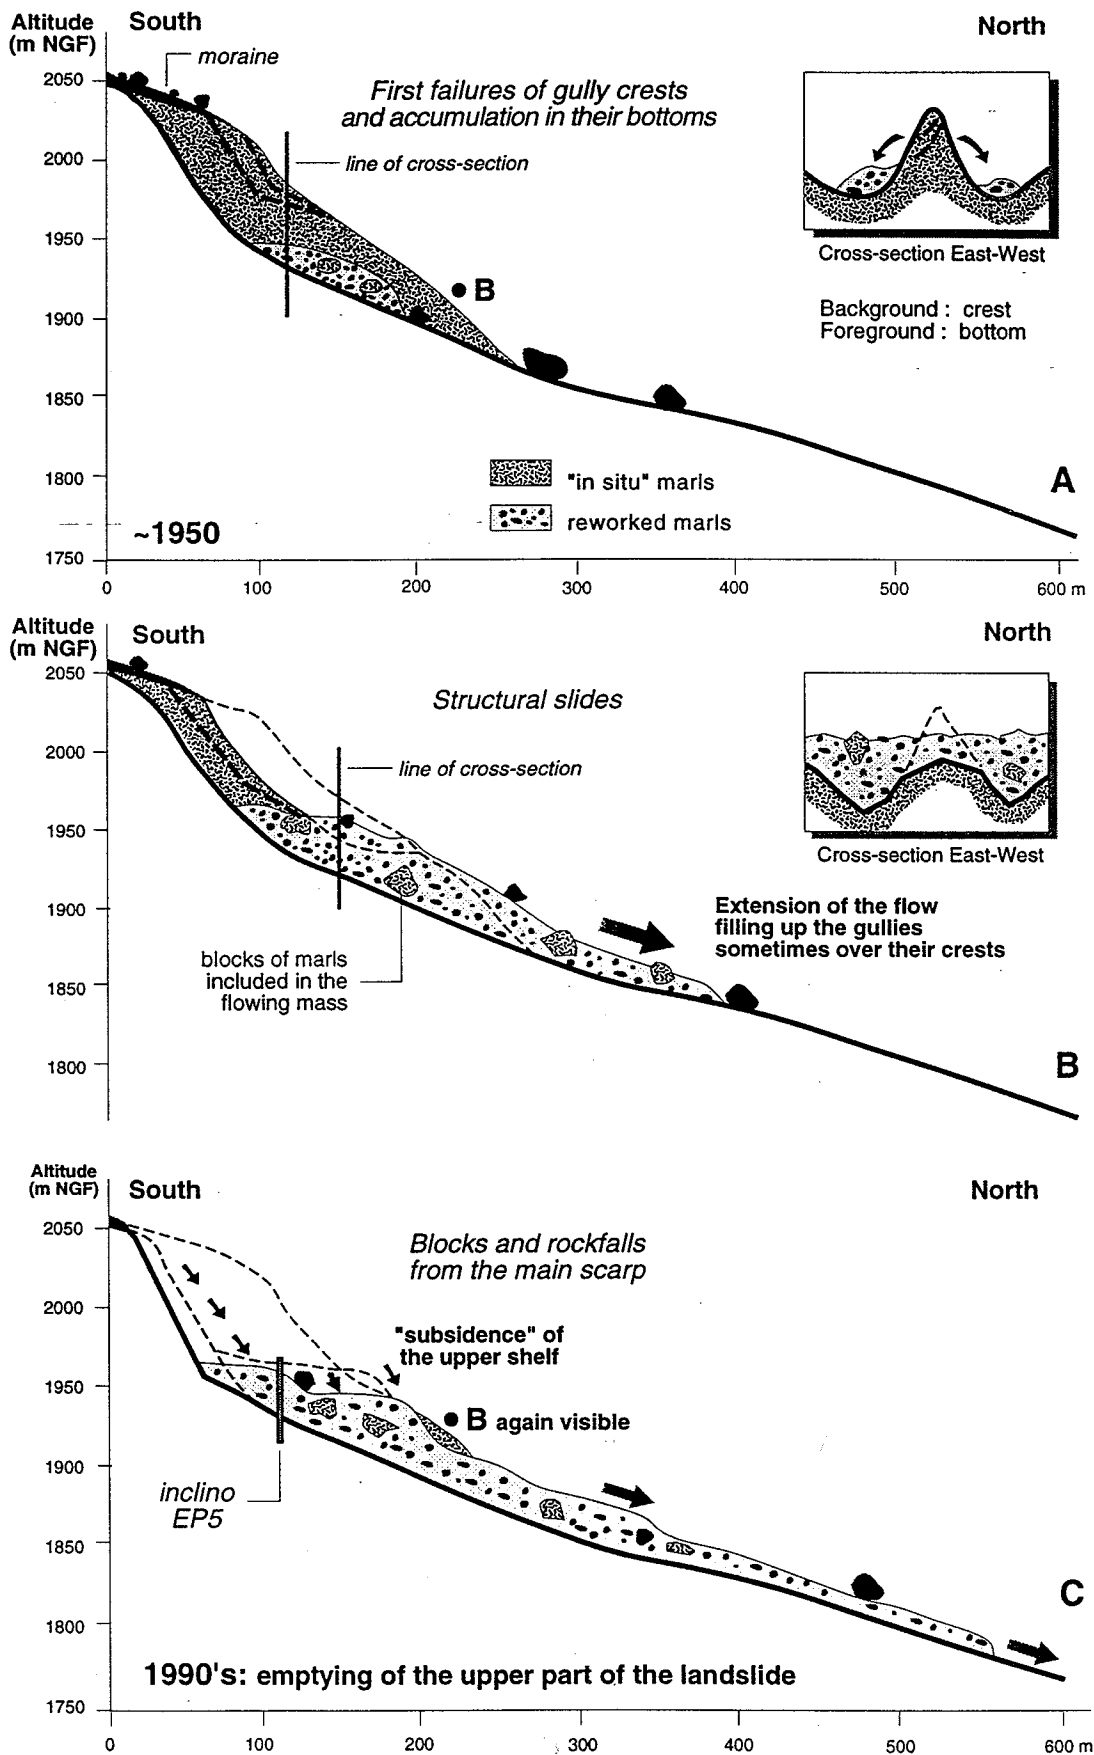 Altitude
(m NGF)
South
North
moraine
First failures of gully crests
and accumulation in their bottoms
line of cross-section
Cross-section East-West
Background : crest
Foreground : bottom
B
2050
2000
1950
1900
1850
1800
1750
"in situ" marls
reworked marls
A
~1950
0
100
200
300
400
500
600 m
Altitude
(m NGF)
South
North
Structural slides
line of cross-section
Cross-section East-West
2050
2000
1950
1900
1850
1800
Extension of the flow
filling up the gullies
sometimes over their crests
blocks of marls
included in the
flowing mass
B
Altitude
(m NGF)
South
North
Blocks and rockfalls
from the main scarp
"subsidence" of
the upper shelf
B again visible
2050
2000
1950
1900
1850
1800
1750
inclino
EP5
C
1990's: emptying of the upper part of the landslide
0
100
200
300
400
500
600 m